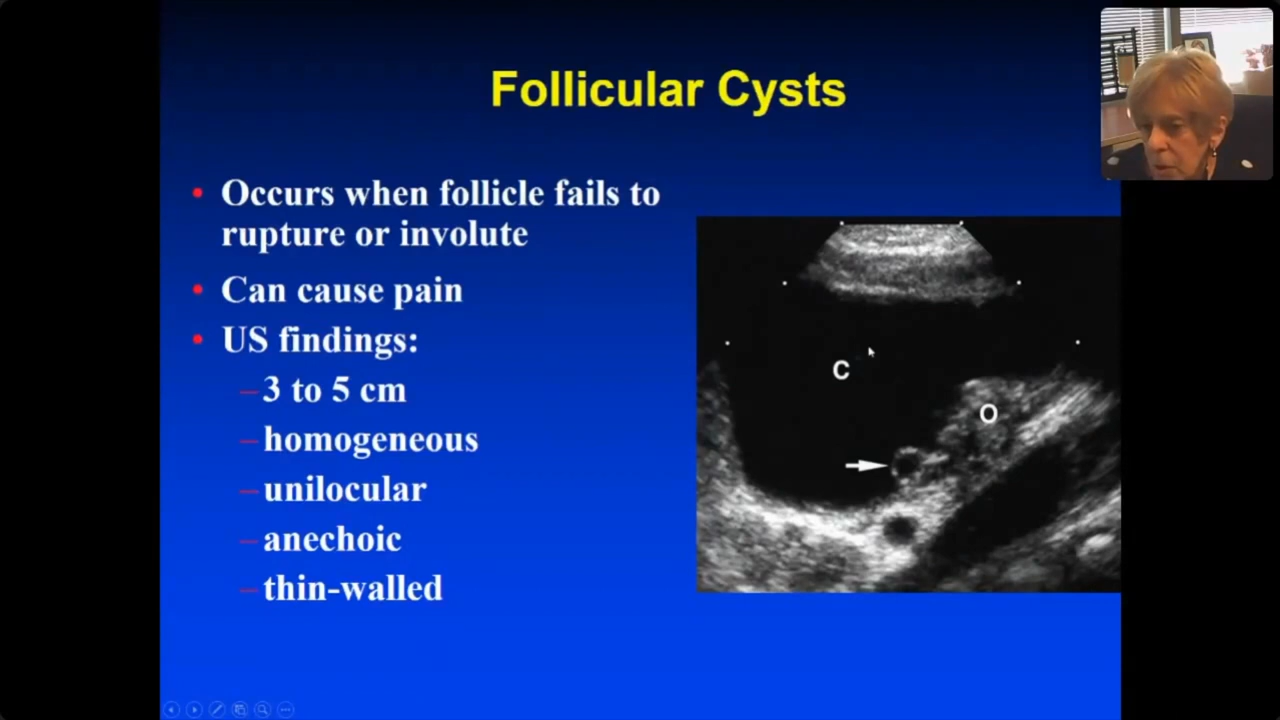 Follicular Cysts
• Occurs when follicle fails to
rupture or involute
• Can cause pain
• US findings:
– 3 to 5 cm
– homogeneous
– unilocular
– anechoic
– thin-walled
C
O